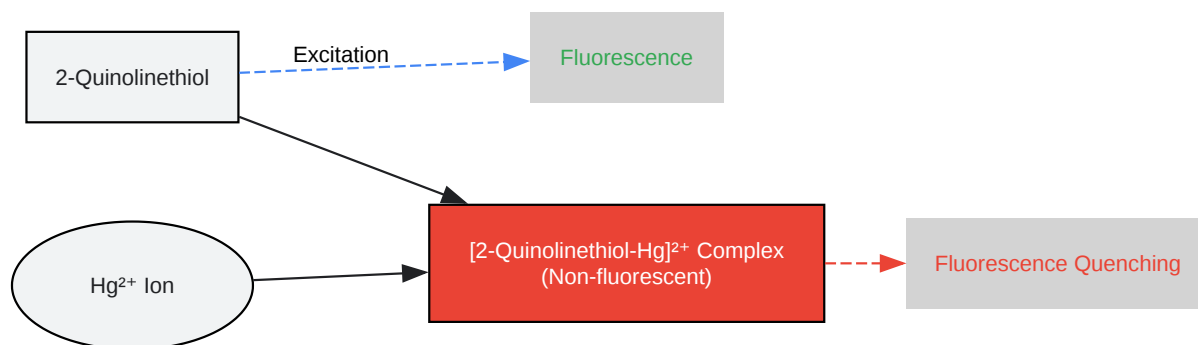 2-Quinolinethiol
Excitation
Fluorescence
Hg²⁺ Ion
[2-Quinolinethiol-Hg]²⁺ Complex
(Non-fluorescent)
Fluorescence Quenching